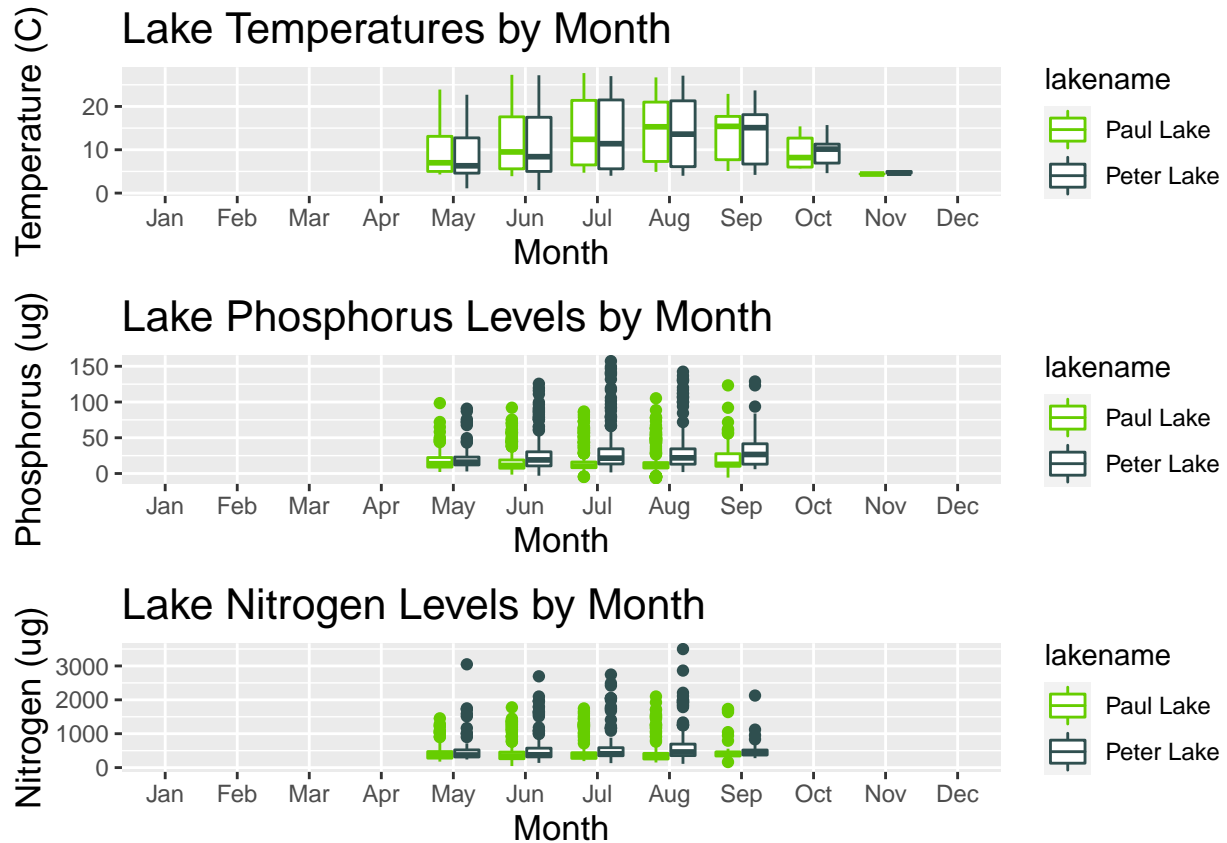 Lake Temperatures by Month
Temperature (C)
20
10
0
Jan Feb Mar Apr May Jun Jul Aug Sep Oct Nov Dec
Month
lakename
Paul Lake
Peter Lake
Lake Phosphorus Levels by Month
Phosphorus (ug)
150
100
50
0
Jan Feb Mar Apr May Jun Jul Aug Sep Oct Nov Dec
Month
lakename
Paul Lake
Peter Lake
Lake Nitrogen Levels by Month
Nitrogen (ug)
3000
2000
1000
0
Jan Feb Mar Apr May Jun Jul Aug Sep Oct Nov Dec
Month
lakename
Paul Lake
Peter Lake